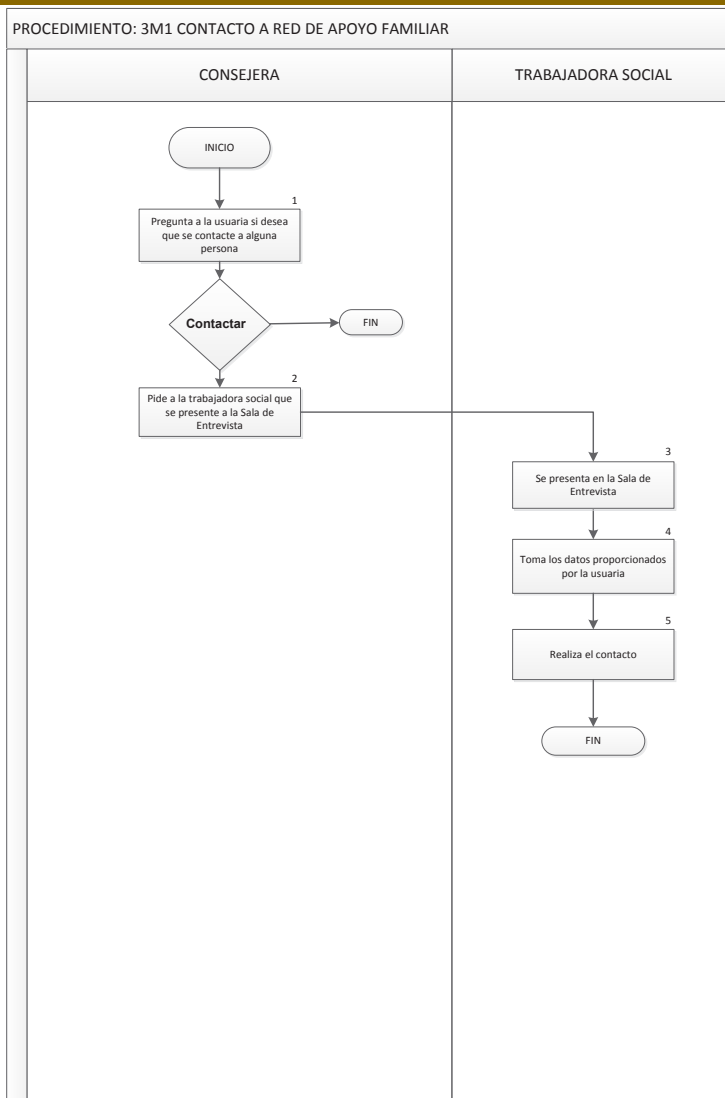 PROCEDIMIENTO: 3M1 CONTACTO A RED DE APOYO FAMILIAR
CONSEJERA
TRABAJADORA SOCIAL
INICIO
1
Pregunta a la usuaria si desea
que se contacte a alguna
persona
Contactar
FIN
2
Pide a la trabajadora social que
se presente a la Sala de
Entrevista
3
Se presenta en la Sala de
Entrevista
4
Toma los datos proporcionados
por la usuaria
5
Realiza el contacto
FIN